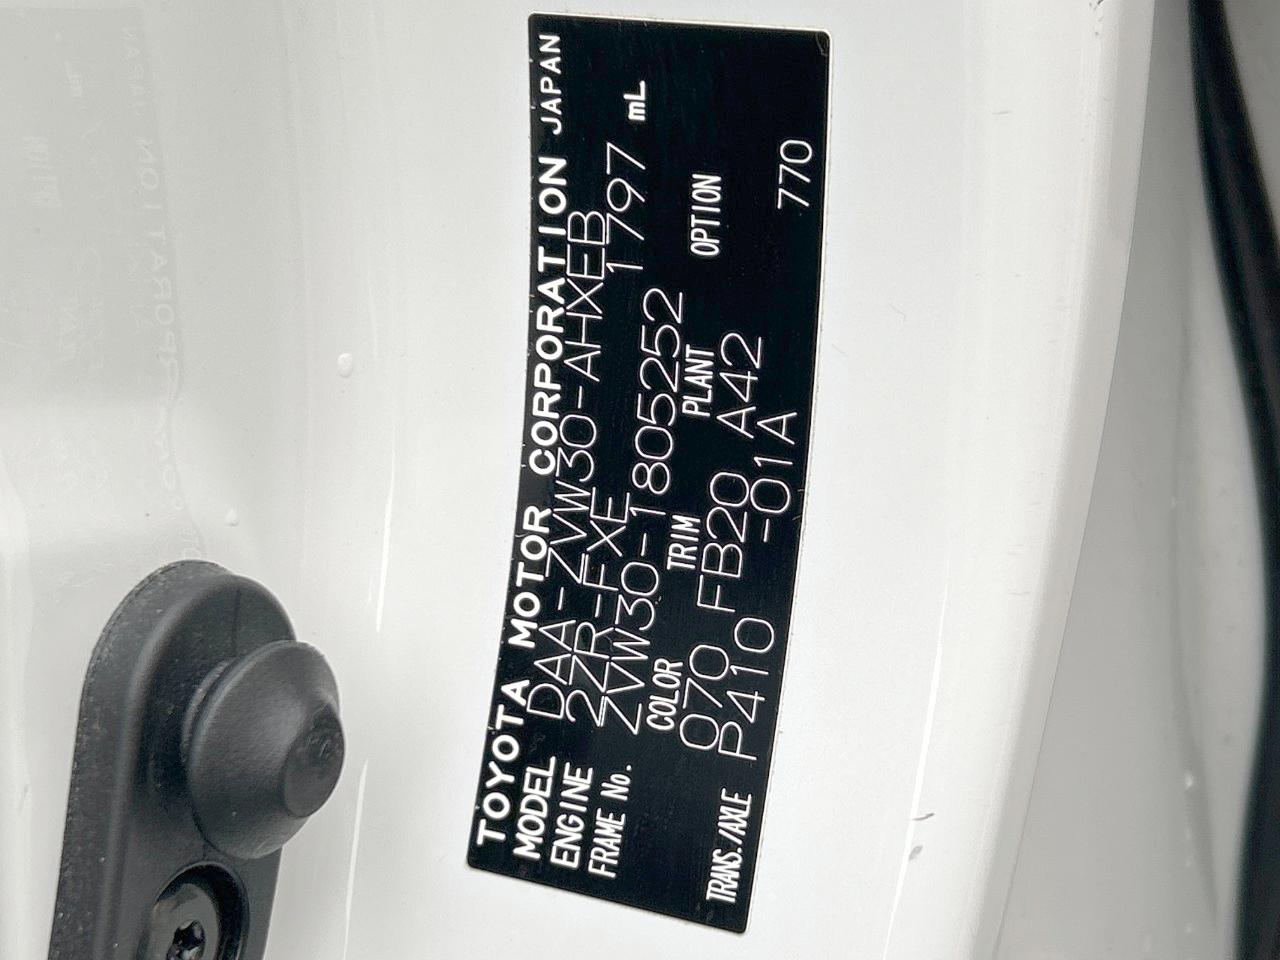 TOYOTA MOTOR CORPORATION JAPAN
MODEL DAA-ZVW30-AHXEB
ENGINE 2ZR-FXE 1797 mL
FRAME No. ZVW30-1805252
COLOR TRIM PLANT OPTION
070 FB20 A42
TRANS./AXLE P410 -01A 770